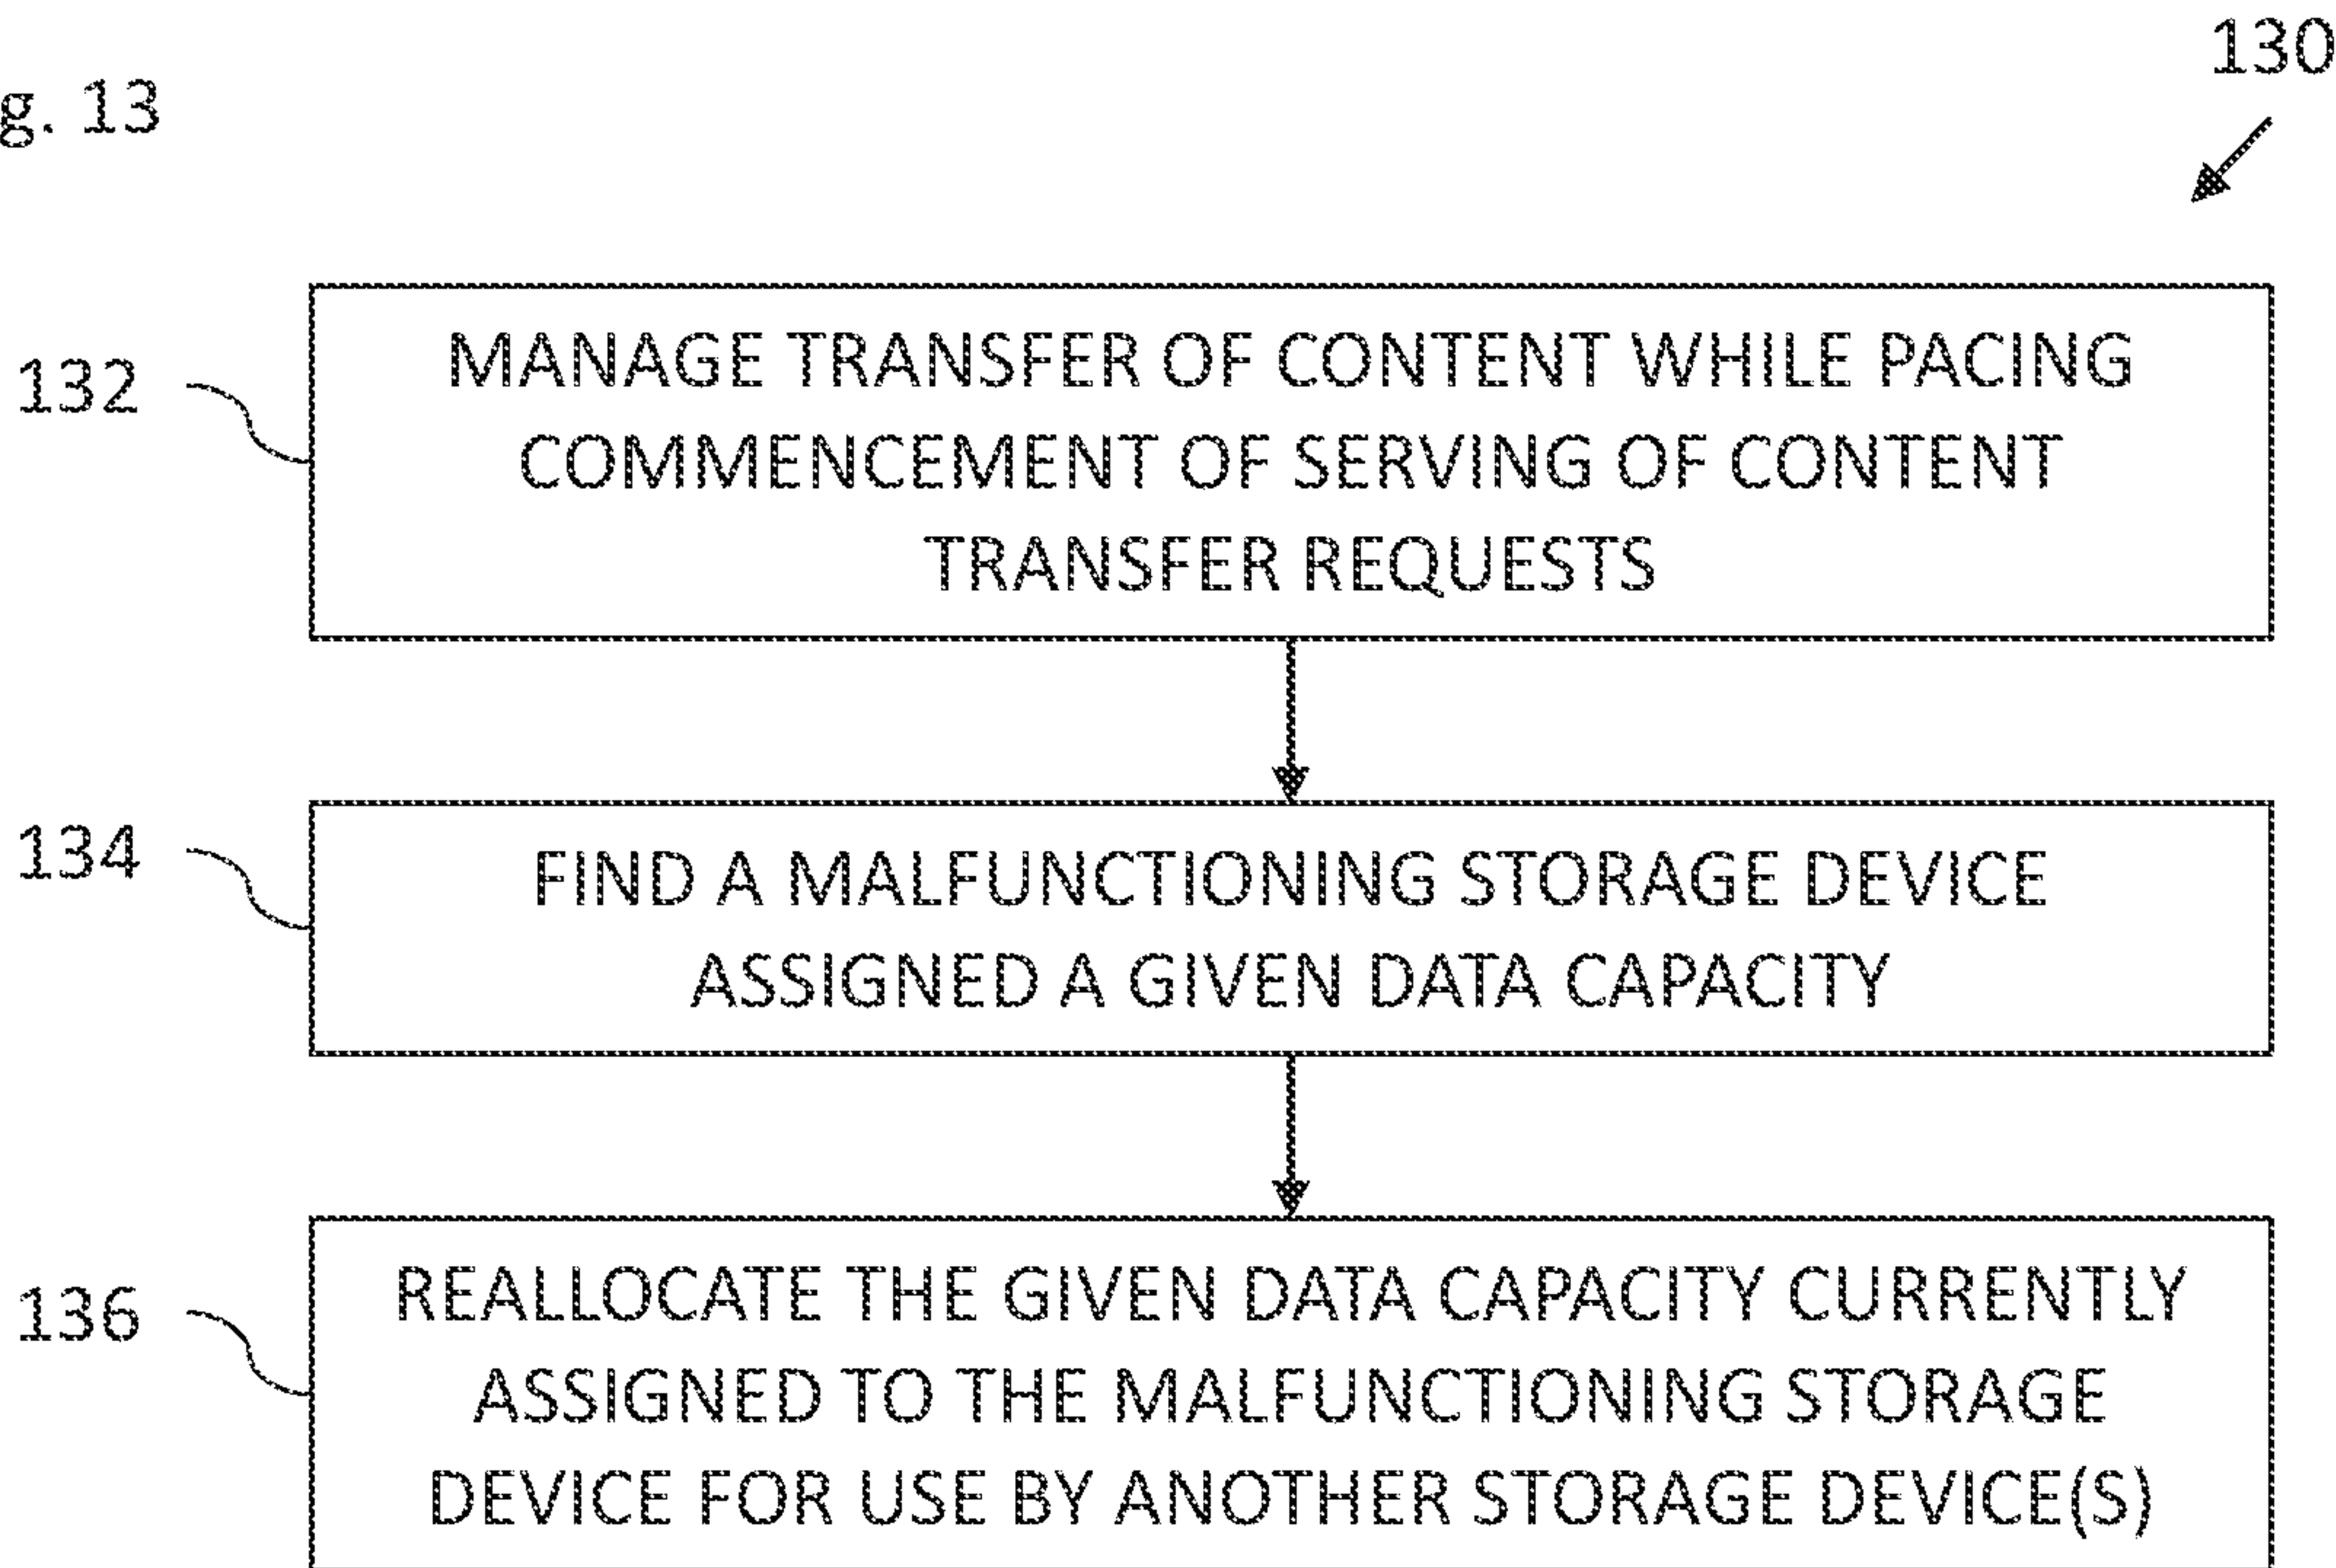 g. 13
130
132
MANAGE TRANSFER OF CONTENT WHILE PACING
COMMENCEMENT OF SERVING OF CONTENT
TRANSFER REQUESTS
134
FIND A MALFUNCTIONING STORAGE DEVICE
ASSIGNED A GIVEN DATA CAPACITY
136
REALLOCATE THE GIVEN DATA CAPACITY CURRENTLY
ASSIGNED TO THE MALFUNCTIONING STORAGE
DEVICE FOR USE BY ANOTHER STORAGE DEVICE(S)